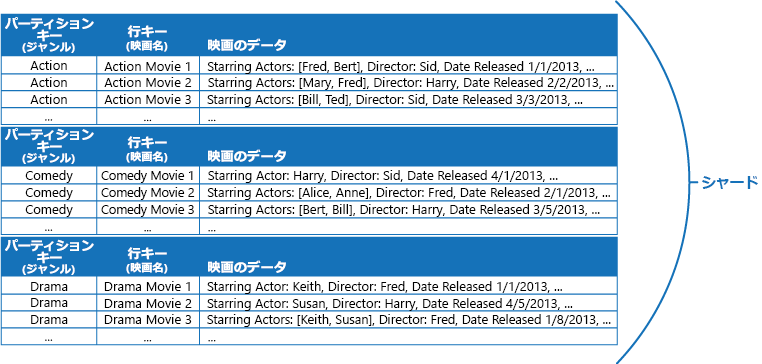 パーティション
キー
(ジャンル)
行キー
(映画名)
映画のデータ
Action Action Movie 1 Starring Actors: [Fred, Bert], Director: Sid, Date Released 1/1/2013, ...
Action Action Movie 2 Starring Actors: [Mary, Fred], Director: Harry, Date Released 2/2/2013, ...
Action Action Movie 3 Starring Actors: [Bill, Ted], Director: Sid, Date Released 3/3/2013, ...
... ... ...
パーティション
キー
(ジャンル)
行キー
(映画名)
映画のデータ
Comedy Comedy Movie 1 Starring Actor: Harry, Director: Sid, Date Released 4/1/2013, ...
Comedy Comedy Movie 2 Starring Actors: [Alice, Anne], Director: Fred, Date Released 2/1/2013, ...
Comedy Comedy Movie 3 Starring Actors: [Bert, Bill], Director: Harry, Date Released 3/5/2013, ...
... ... ...
パーティション
キー
(ジャンル)
行キー
(映画名)
映画のデータ
Drama Drama Movie 1 Starring Actor: Keith, Director: Fred, Date Released 1/1/2013, ...
Drama Drama Movie 2 Starring Actor: Susan, Director: Harry, Date Released 4/5/2013, ...
Drama Drama Movie 3 Starring Actors: [Keith, Susan], Director: Fred, Date Released 1/8/2013, ...
... ... ...
シャード